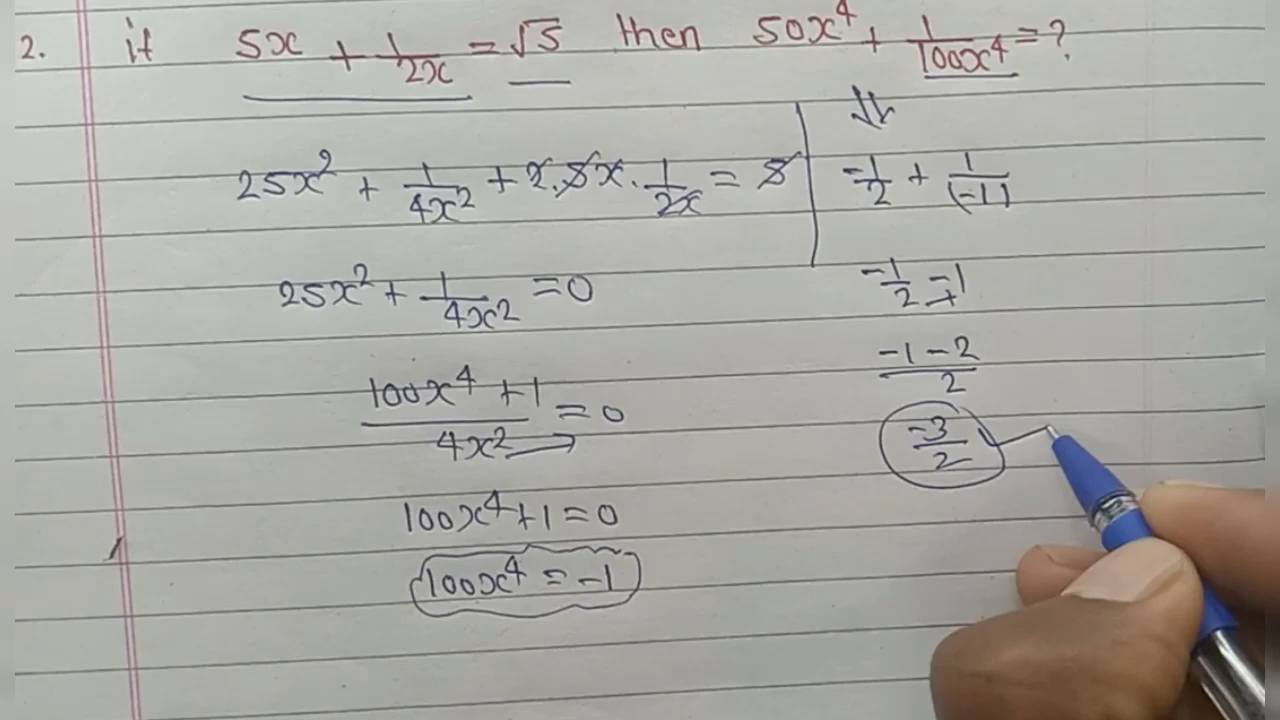 2. if 5x + 1/2x = √5 then 50x⁴ + 1/100x⁴ = ?
25x² + 1/4x² + 2.5x. 1/2x = 5
25x² + 1/4x² = 0
100x⁴ + 1/4x² = 0
100x⁴ + 1 = 0
100x⁴ = -1
-1/2 + 1/(-1)
-1/2 - 1
-1 - 2/2
-3/2